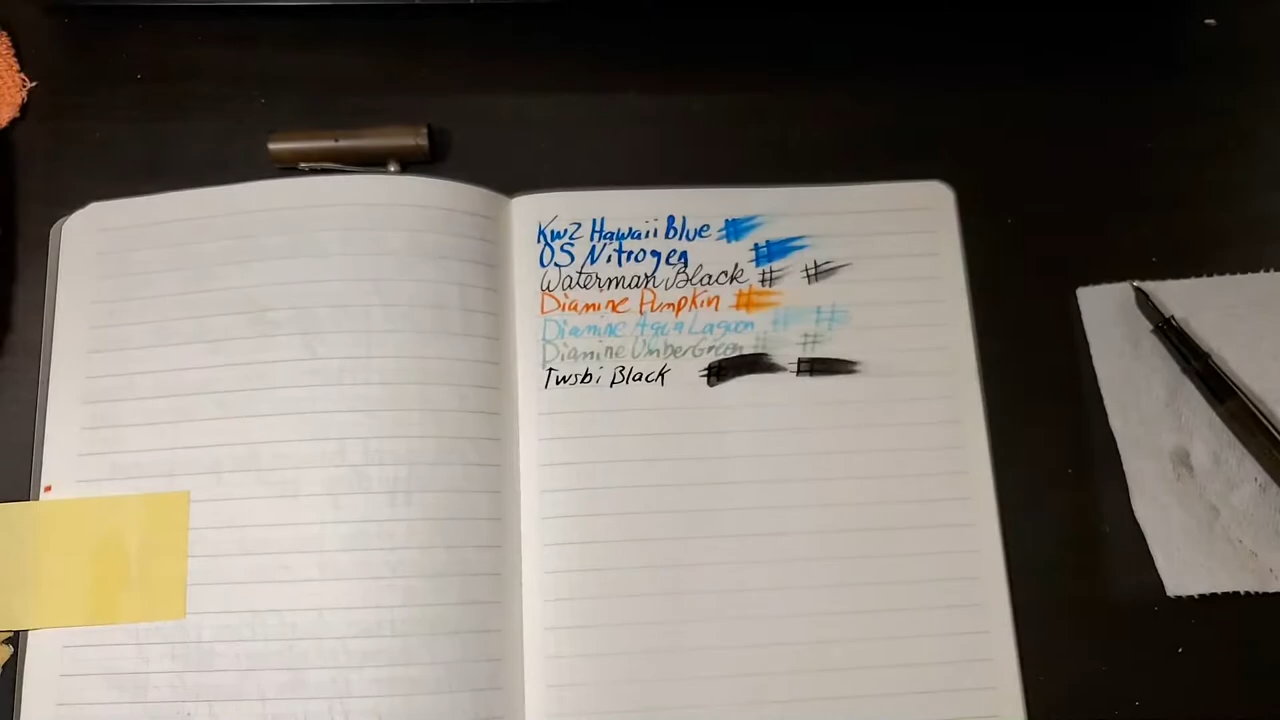 KWZ Hawaii Blue #
OS Nitrogen #
Waterman Black # #
Diamine Pumpkin #
Diamine Aqua Lagoon # #
Diamine Umber Green # #
Twsbi Black # #